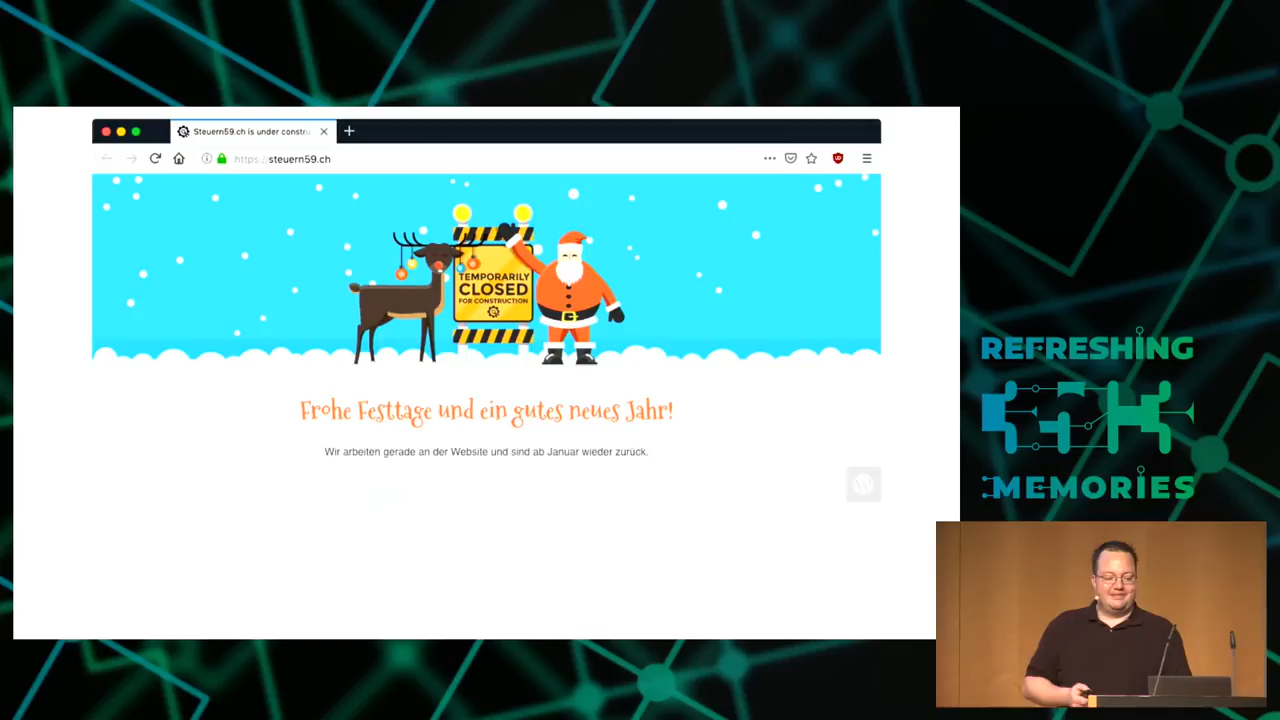 Steuern59.ch is under constru
https://steuern59.ch
TEMPORARILY
CLOSED
FOR CONSTRUCTION
Frohe Festtage und ein gutes neues Jahr!
Wir arbeiten gerade an der Website und sind ab Januar wieder zurück.
REFRESHING
GPN
MEMORIES